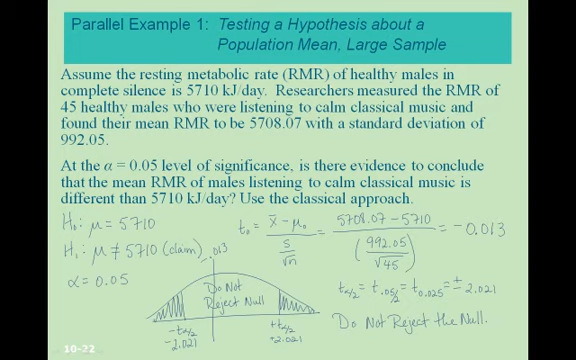 Parallel Example 1: Testing a Hypothesis about a
Population Mean, Large Sample
Assume the resting metabolic rate (RMR) of healthy males in
complete silence is 5710 kJ/day. Researchers measured the RMR of
45 healthy males who were listening to calm classical music and
found their mean RMR to be 5708.07 with a standard deviation of
992.05.
At the α = 0.05 level of significance, is there evidence to conclude
that the mean RMR of males listening to calm classical music is
different than 5710 kJ/day? Use the classical approach.
H₀: μ = 5710
H₁: μ ≠ 5710 (claim)
α = 0.05
t₀ = (x̄ − μ₀) / (s/√n) = (5708.07 − 5710) / (992.05/√45) = −0.013
-.013
Do Not
Reject Null
−tα/2
−2.021
+tα/2
+2.021
tα/2 = t.05/2 = t0.025 = ± 2.021
Do Not Reject the Null.
10-22